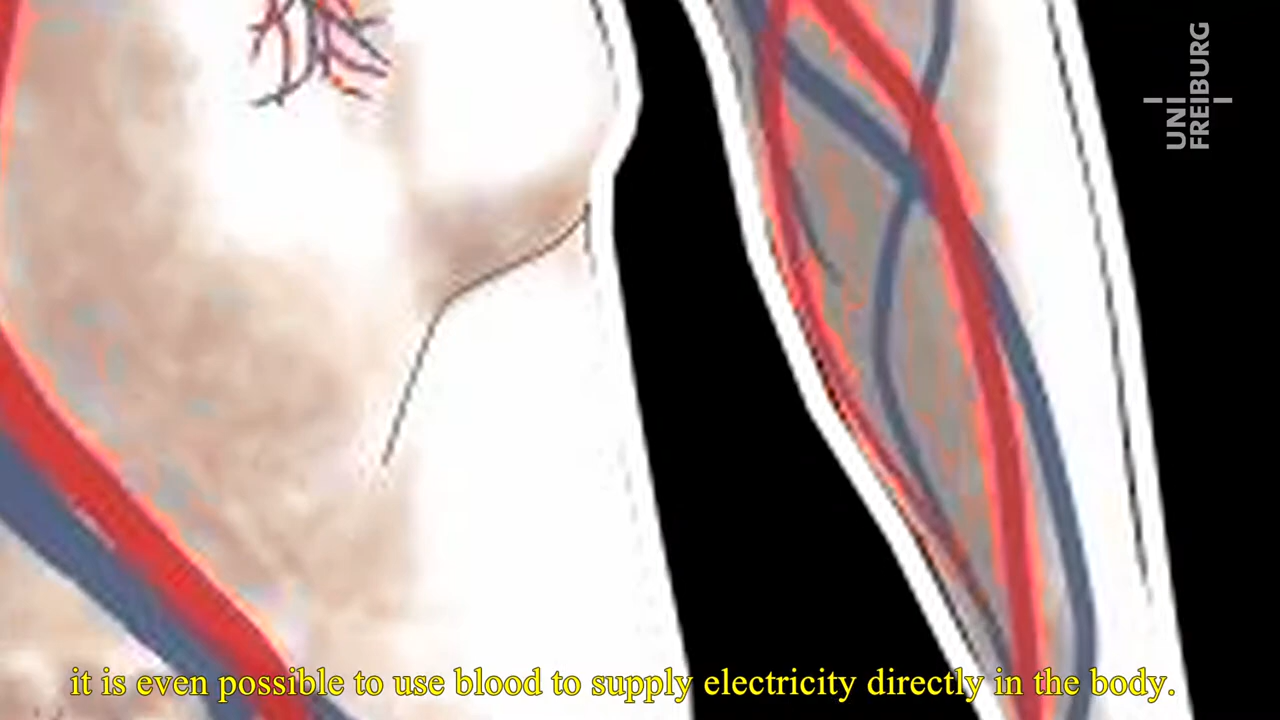 UNI
FREIBURG
it is even possible to use blood to supply electricity directly in the body.